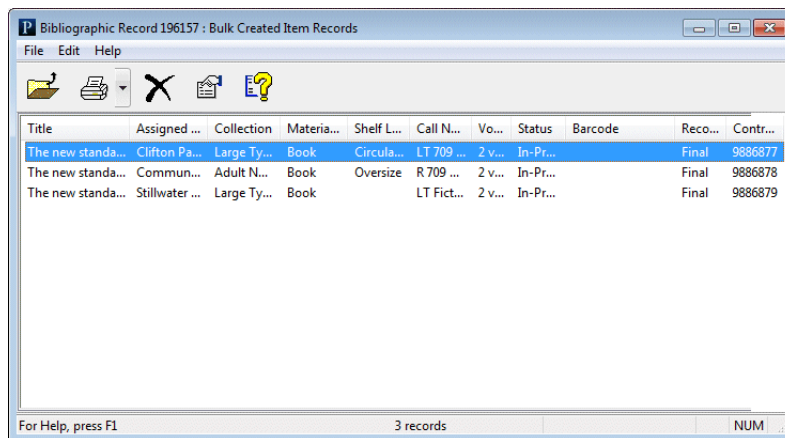 P Bibliographic Record 196157 : Bulk Created Item Records
File Edit Help
Title Assigned ... Collection Materia... Shelf L... Call N... Vo... Status Barcode Reco... Contr...
The new standa... Clifton Pa... Large Ty... Book Circula... LT 709 ... 2 v... In-Pr... Final 9886877
The new standa... Commun... Adult N... Book Oversize R 709 ... 2 v... In-Pr... Final 9886878
The new standa... Stillwater ... Large Ty... Book LT Fict... 2 v... In-Pr... Final 9886879
For Help, press F1 3 records NUM